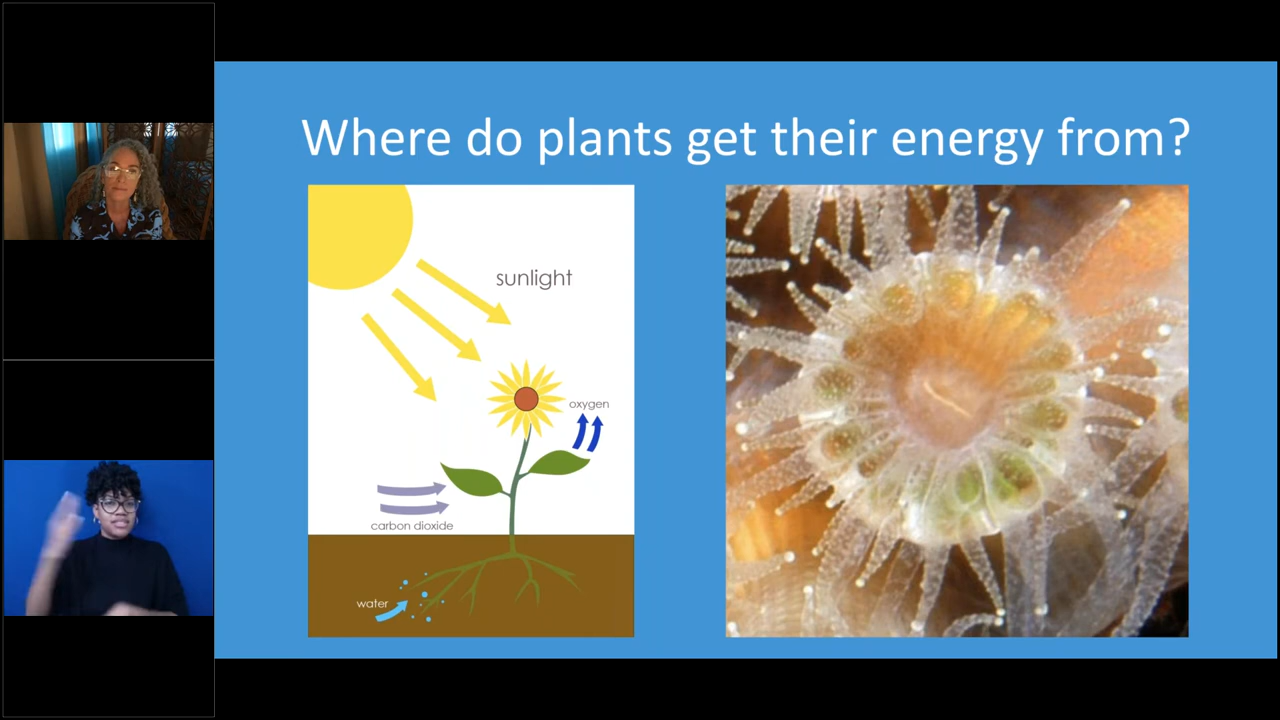 Where do plants get their energy from?
sunlight
oxygen
carbon dioxide
water